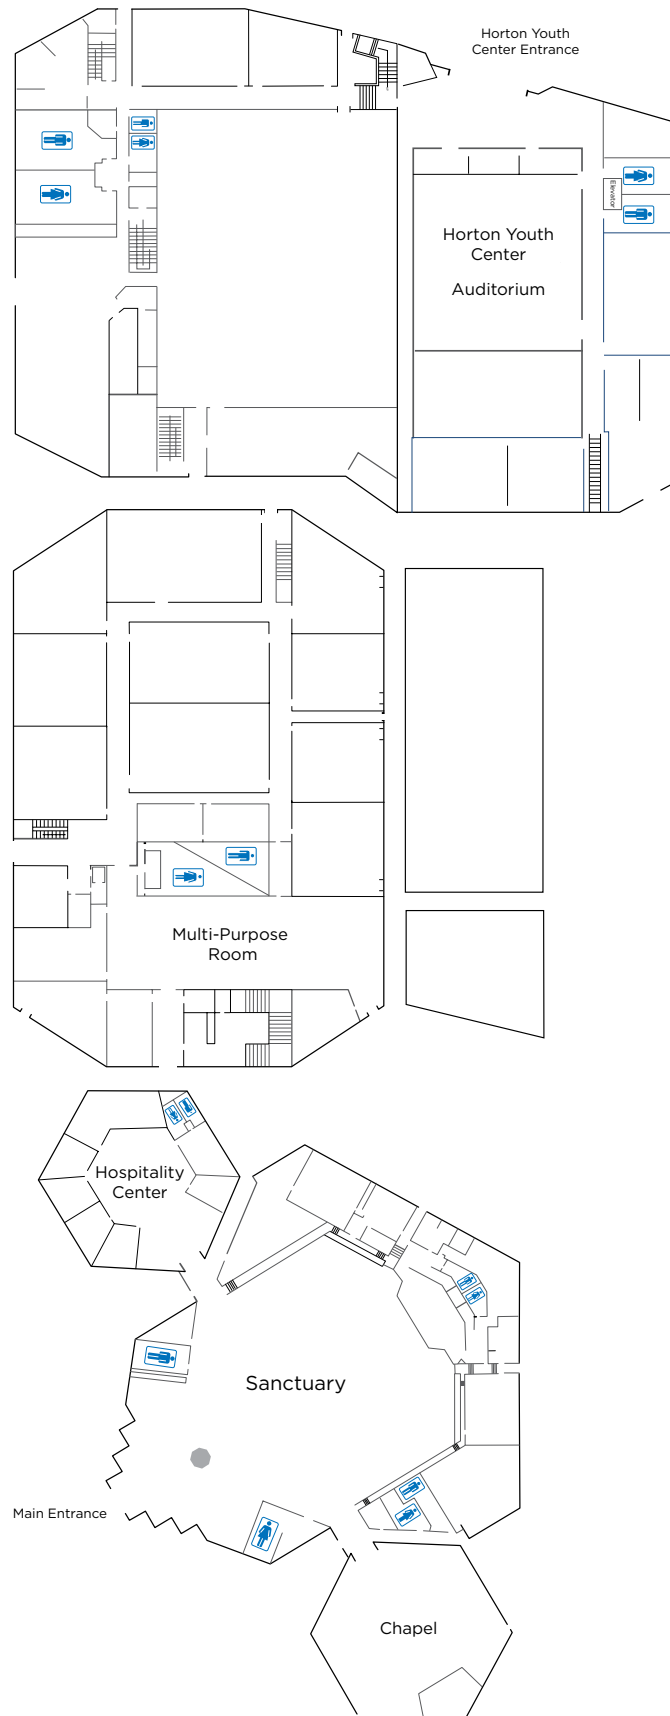 Horton Youth
Center Entrance
Elevator
Horton Youth
Center
Auditorium
Multi-Purpose
Room
Hospitality
Center
Sanctuary
Main Entrance
Chapel